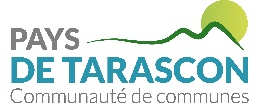 PAYS
DE TARASCON
Communauté de communes